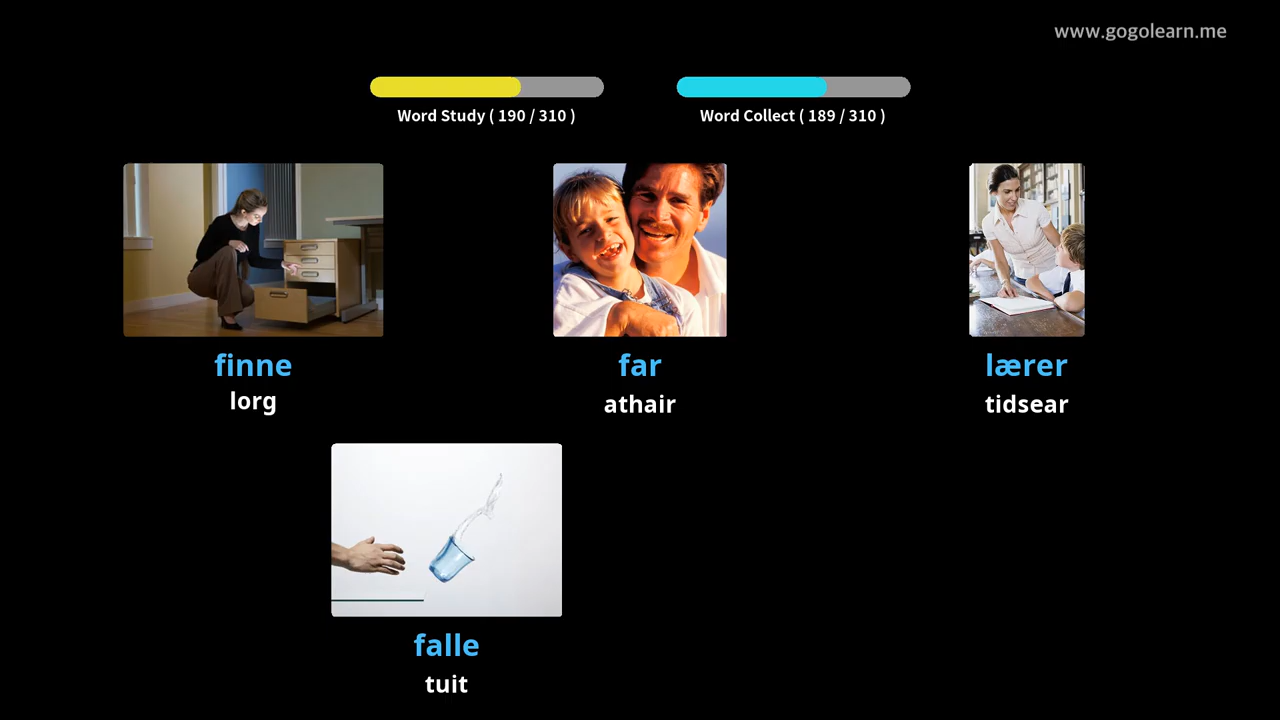 www.gogolearn.me
Word Study ( 190 / 310 )
Word Collect ( 189 / 310 )
finne
lorg
far
athair
lærer
tidsear
falle
tuit